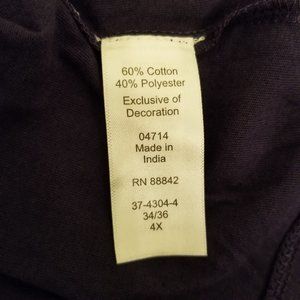 60% Cotton
40% Polyester
Exclusive of
Decoration
04714
Made in
India
RN 88842
37-4304-4
34/36
4X